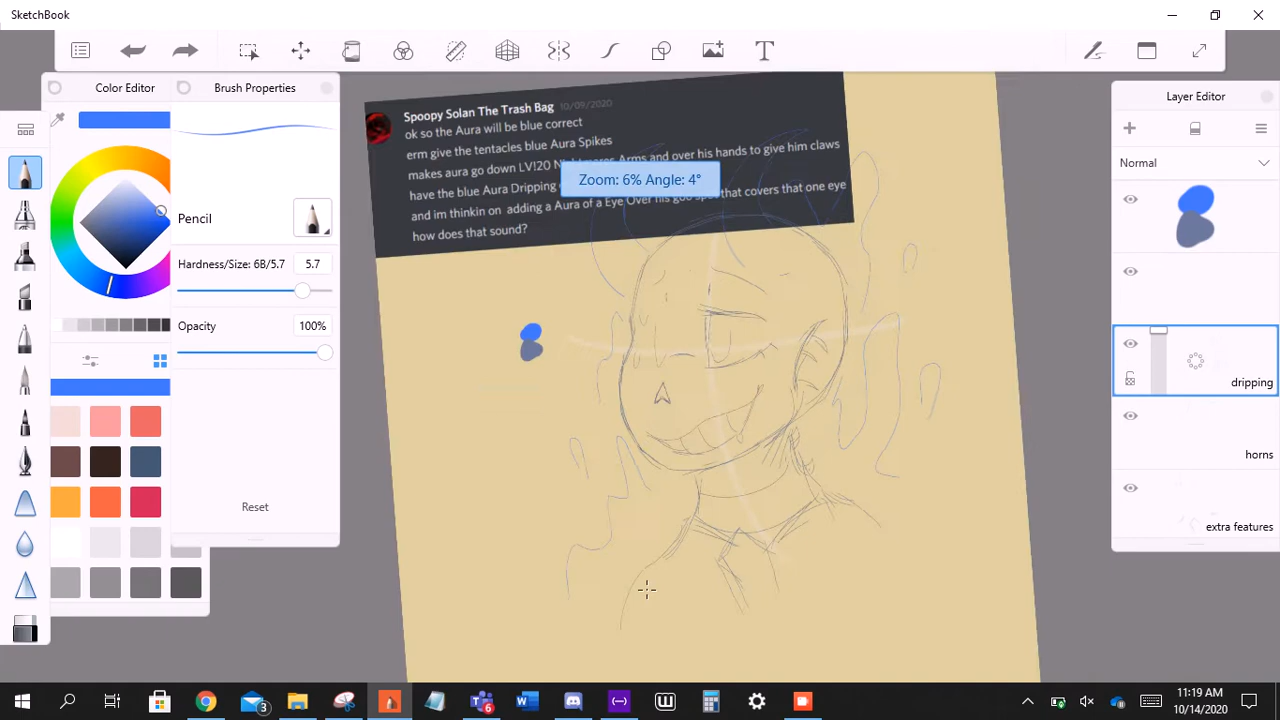 SketchBook
Color Editor
Brush Properties
Layer Editor
Normal
Pencil
Hardness/Size: 6B/5.7
5.7
Opacity
100%
Reset
Spoopy Solan The Trash Bag 10/09/2020
ok so the Aura will be blue correct
erm give the tentacles blue Aura Spikes
makes aura go down LV!20 Nightmares Arms and over his hands to give him claws
have the blue Aura Dripping
and im thinkin on adding a Aura of a Eye Over his god spot that covers that one eye
how does that sound?
Zoom: 6% Angle: 4°
dripping
horns
extra features
3
6
W
11:19 AM
10/14/2020